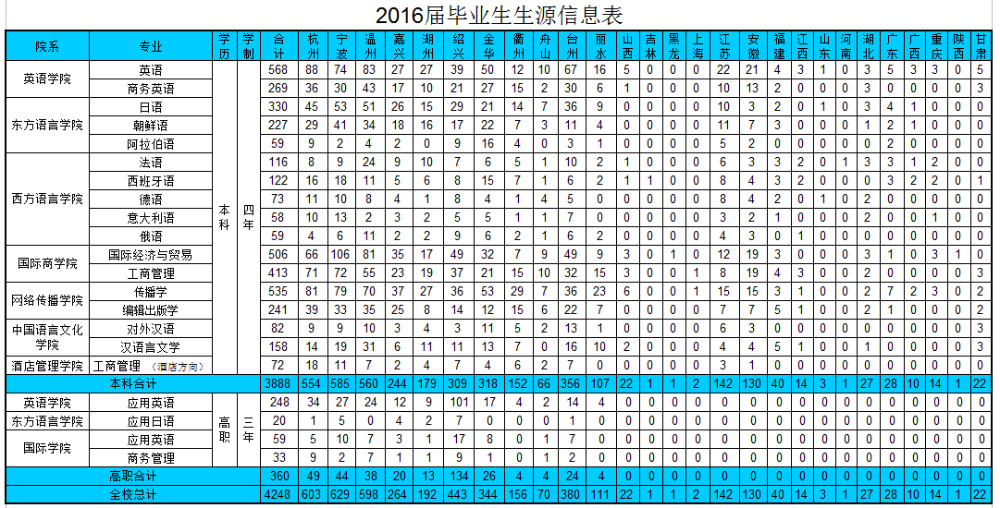 2016届毕业生生源信息表
院系 专业 学历 学制 合计 杭州 宁波 温州 嘉兴 湖州 绍兴 金华 衢州 舟山 台州 丽水 山西 吉林 黑龙 上海 江苏 安徽 福建 江西 山东 河南 湖北 广东 广西 重庆 陕西 甘肃
英语学院 英语 本科 四年 568 88 74 83 27 27 39 50 12 10 67 16 5 0 0 0 22 21 4 3 1 0 3 5 3 3 0 5
商务英语 269 36 30 43 17 10 21 27 15 2 30 6 1 0 0 0 10 13 2 0 0 0 3 0 0 0 0 3
东方语言学院 日语 330 45 53 51 26 15 29 21 14 7 36 9 0 0 0 0 10 3 2 0 1 0 3 4 1 0 0 0
朝鲜语 227 29 41 34 18 16 17 22 7 3 11 4 0 0 0 0 11 7 3 0 0 0 1 2 1 0 0 0
阿拉伯语 59 9 2 4 2 0 9 16 4 0 3 1 0 0 0 0 5 2 0 0 0 0 0 2 0 0 0 0
西方语言学院 法语 116 8 9 24 9 10 7 6 5 1 10 2 1 0 0 0 6 3 3 2 0 1 3 3 1 2 0 0
西班牙语 122 16 18 11 5 6 8 15 7 1 6 2 1 1 0 0 8 4 3 2 0 0 0 3 2 2 0 1
德语 73 11 10 8 4 1 8 4 1 4 5 0 0 0 0 0 8 4 2 0 1 0 2 0 0 0 0 0
意大利语 58 10 13 2 3 2 5 5 1 1 7 0 0 0 0 0 3 2 1 0 0 0 2 0 0 1 0 0
俄语 59 4 6 11 2 2 9 6 2 1 6 2 0 0 0 0 4 3 0 1 0 0 0 0 0 0 0 0
国际商学院 国际经济与贸易 506 66 106 81 35 17 49 32 7 9 49 9 3 0 1 0 12 19 3 0 0 0 3 1 0 3 1 0
工商管理 413 71 72 55 23 19 37 21 15 10 32 15 3 0 0 1 8 19 4 3 0 0 2 0 0 0 0 3
网络传播学院 传播学 535 81 79 70 37 27 36 53 29 7 36 23 6 0 0 1 15 15 3 1 0 0 2 7 2 3 0 2
编辑出版学 241 39 33 35 25 8 14 12 15 6 22 7 0 0 0 0 7 7 5 1 0 0 2 1 0 0 0 2
中国语言文化学院 对外汉语 82 9 9 10 3 4 3 11 5 2 13 1 0 0 0 0 6 3 0 0 0 0 0 0 0 0 0 3
汉语言文学 158 14 19 31 6 11 11 13 7 0 16 10 2 0 0 0 4 4 5 1 0 0 1 0 0 0 0 3
酒店管理学院 工商管理 (酒店方向) 72 18 11 7 2 4 7 4 6 2 7 0 0 0 0 0 3 1 0 0 0 0 0 0 0 0 0 0
本科合计 3888 554 585 560 244 179 309 318 152 66 356 107 22 1 1 2 142 130 40 14 3 1 27 28 10 14 1 22
英语学院 应用英语 高职 三年 248 34 27 24 12 9 101 17 4 2 14 4 0 0 0 0 0 0 0 0 0 0 0 0 0 0 0 0
东方语言学院 应用日语 20 1 5 0 4 2 7 0 0 0 1 0 0 0 0 0 0 0 0 0 0 0 0 0 0 0 0 0
国际学院 应用英语 59 5 10 7 3 1 17 8 0 1 7 0 0 0 0 0 0 0 0 0 0 0 0 0 0 0 0 0
商务管理 33 9 2 7 1 1 9 1 0 1 2 0 0 0 0 0 0 0 0 0 0 0 0 0 0 0 0 0
高职合计 360 49 44 38 20 13 134 26 4 4 24 4 0 0 0 0 0 0 0 0 0 0 0 0 0 0 0 0
全校总计 4248 603 629 598 264 192 443 344 156 70 380 111 22 1 1 2 142 130 40 14 3 1 27 28 10 14 1 22